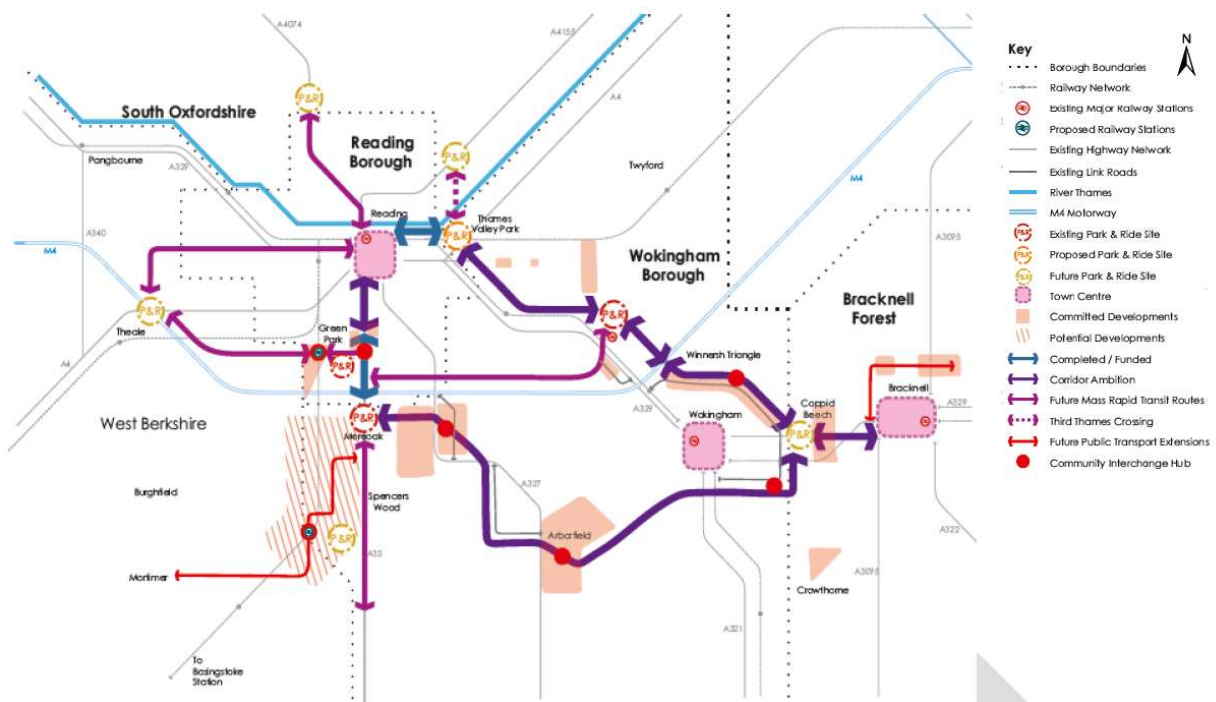 A4074
A4155
N
South Oxfordshire
P&R
A4
Key
Borough Boundaries
Railway Network
Existing Major Railway Stations
Proposed Railway Stations
Existing Highway Network
Existing Link Roads
River Thames
M4 Motorway
Existing Park & Ride Site
Proposed Park & Ride Site
Future Park & Ride Site
Town Centre
Committed Developments
Potential Developments
Completed / Funded
Corridor Ambition
Future Mass Rapid Transit Routes
Third Thames Crossing
Future Public Transport Extensions
Community Interchange Hub
Reading
Borough
Pangbourne
A329
P&R
Twyford
M4
Reading
Thames
Valley Park
P&R
A340
M4
A3095
Wokingham
Borough
Bracknell
Forest
P&R
Theale
P&R
Green
Park
P&R
Winnersh Triangle
A4
A329
Bracknell
A329
Coppid
Beech
P&R
Wokingham
West Berkshire
P&R
Mereoak
Burghfield
Spencers
Wood
A327
A322
P&R
Arborfield
A33
Mortimer
Crowthorne
A3095
A321
To
Basingstoke
Station